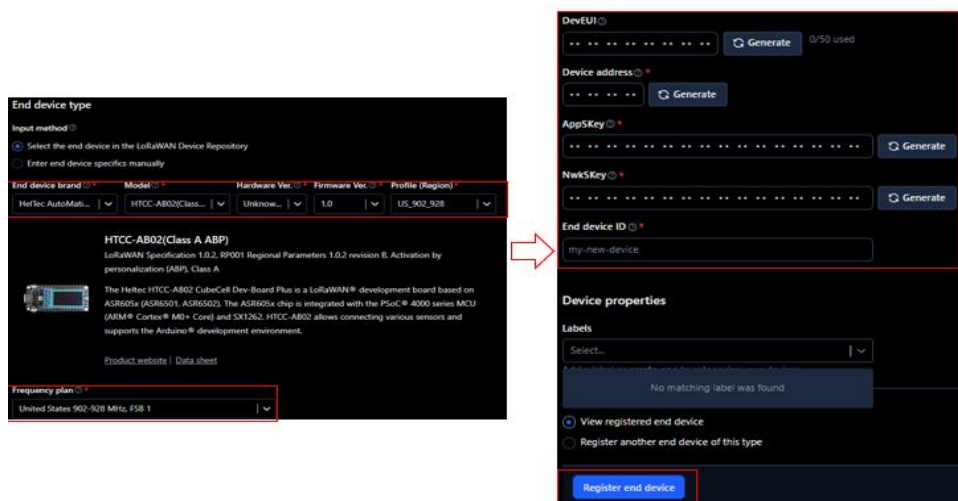 End device type
Input method
Select the end device in the LoRaWAN Device Repository
Enter end device specifics manually
End device brand * Model * Hardware Ver. * Firmware Ver. * Profile (Region) *
HelTec AutoMati... HTCC-AB02(Class... Unknow... 1.0 US_902_928
HTCC-AB02(Class A ABP)
LoRaWAN Specification 1.0.2, RP001 Regional Parameters 1.0.2 revision B, Activation by
personalization (ABP), Class A
The Heltec HTCC-AB02 CubeCell Dev-Board Plus is a LoRaWAN® development board based on
ASR605x (ASR6501, ASR6502). The ASR605x chip is integrated with the PSoC® 4000 series MCU
(ARM® Cortex® M0+ Core) and SX1262. HTCC-AB02 allows connecting various sensors and
supports the Arduino® development environment.
Product website | Data sheet
Frequency plan *
United States 902-928 MHz, FSB 1
DevEUI
Generate 0/50 used
Device address *
Generate
AppSKey *
Generate
NwkSKey *
Generate
End device ID *
my-new-device
Device properties
Labels
Select...
No matching label was found
View registered end device
Register another end device of this type
Register end device